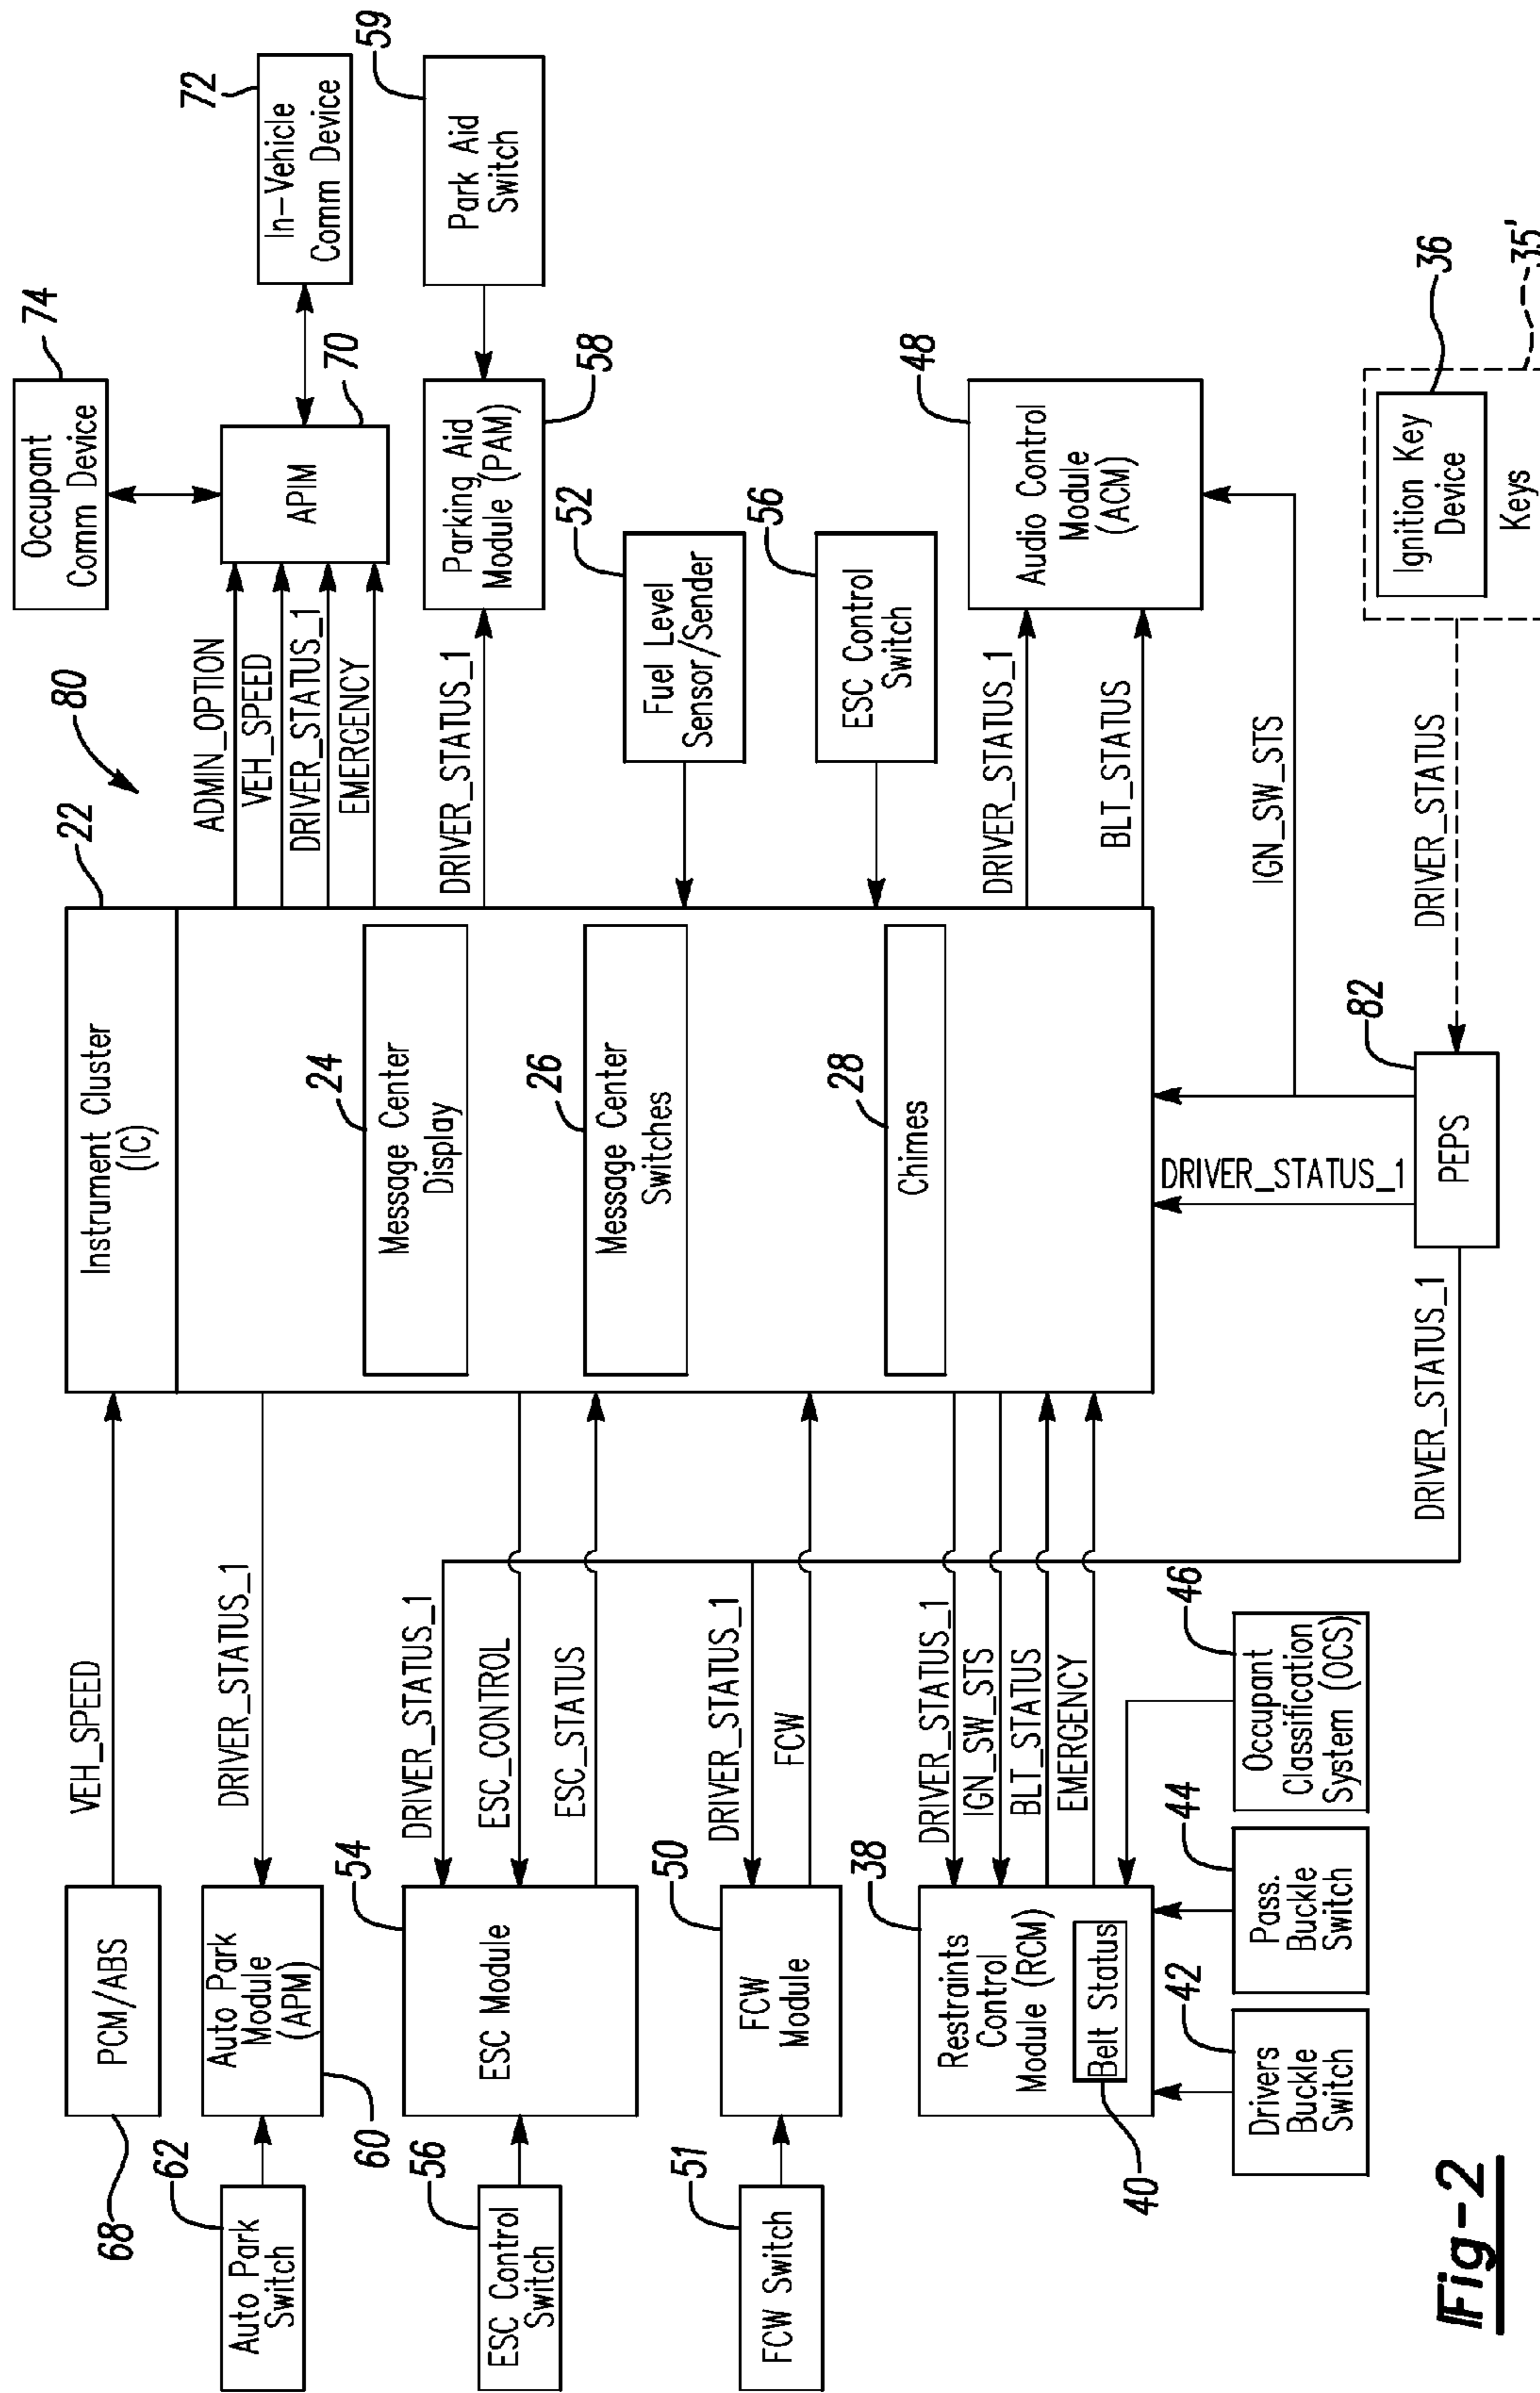 80
68
PCM/ABS
VEH_SPEED
Instrument Cluster
(IC)
22
62
Auto Park
Switch
Auto Park
Module
(APM)
60
DRIVER_STATUS_1
56
ESC Control
Switch
54
ESC Module
DRIVER_STATUS_1
ESC_CONTROL
ESC_STATUS
51
FCW Switch
50
FCW
Module
DRIVER_STATUS_1
FCW
38
Restraints
Control
Module (RCM)
Belt Status
40
DRIVER_STATUS_1
IGN_SW_STS
BLT_STATUS
EMERGENCY
42
Drivers
Buckle
Switch
44
Pass.
Buckle
Switch
46
Occupant
Classification
System (OCS)
24
Message Center
Display
26
Message Center
Switches
28
Chimes
ADMIN_OPTION
VEH_SPEED
DRIVER_STATUS_1
EMERGENCY
APIM
70
Occupant
Comm Device
74
In-Vehicle
Comm Device
72
DRIVER_STATUS_1
Parking Aid
Module (PAM)
58
Park Aid
Switch
59
Fuel Level
Sensor/Sender
52
ESC Control
Switch
56
DRIVER_STATUS_1
BLT_STATUS
Audio Control
Module
(ACM)
48
IGN_SW_STS
DRIVER_STATUS_1
DRIVER_STATUS_1
PEPS
82
DRIVER_STATUS
Ignition Key
Device
36
Keys
35'
Fig-2